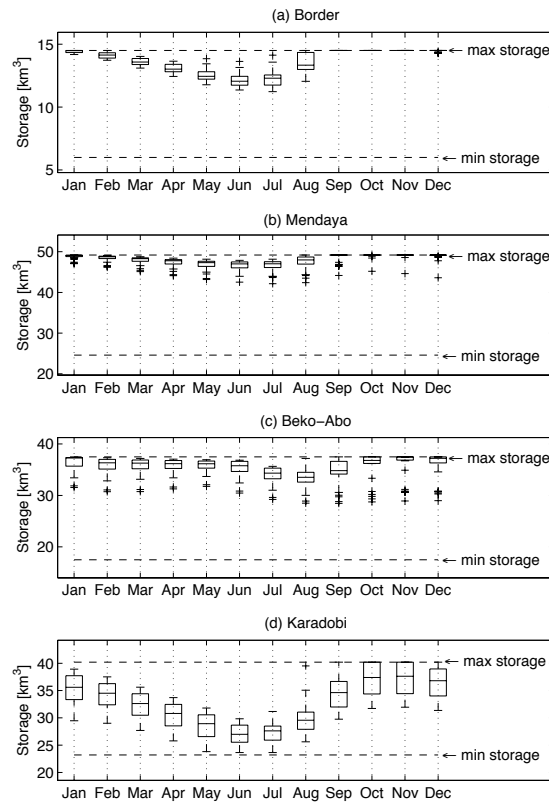 (a) Border
Storage [km³]
15
10
5
max storage
min storage
Jan Feb Mar Apr May Jun Jul Aug Sep Oct Nov Dec
(b) Mendaya
Storage [km³]
50
40
30
20
max storage
min storage
Jan Feb Mar Apr May Jun Jul Aug Sep Oct Nov Dec
(c) Beko−Abo
Storage [km³]
40
30
20
max storage
min storage
Jan Feb Mar Apr May Jun Jul Aug Sep Oct Nov Dec
(d) Karadobi
Storage [km³]
40
35
30
25
20
max storage
min storage
Jan Feb Mar Apr May Jun Jul Aug Sep Oct Nov Dec